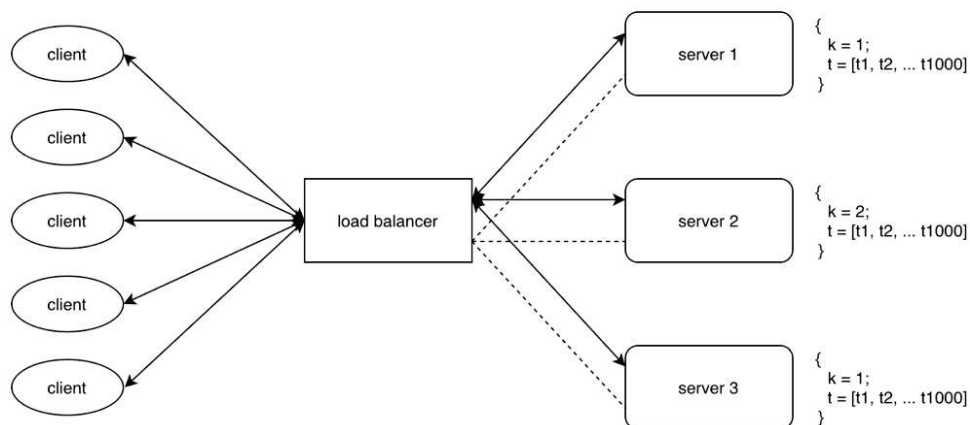 client
client
client
client
client
load balancer
server 1
{
k = 1;
t = [t1, t2, ... t1000]
}
server 2
{
k = 2;
t = [t1, t2, ... t1000]
}
server 3
{
k = 1;
t = [t1, t2, ... t1000]
}